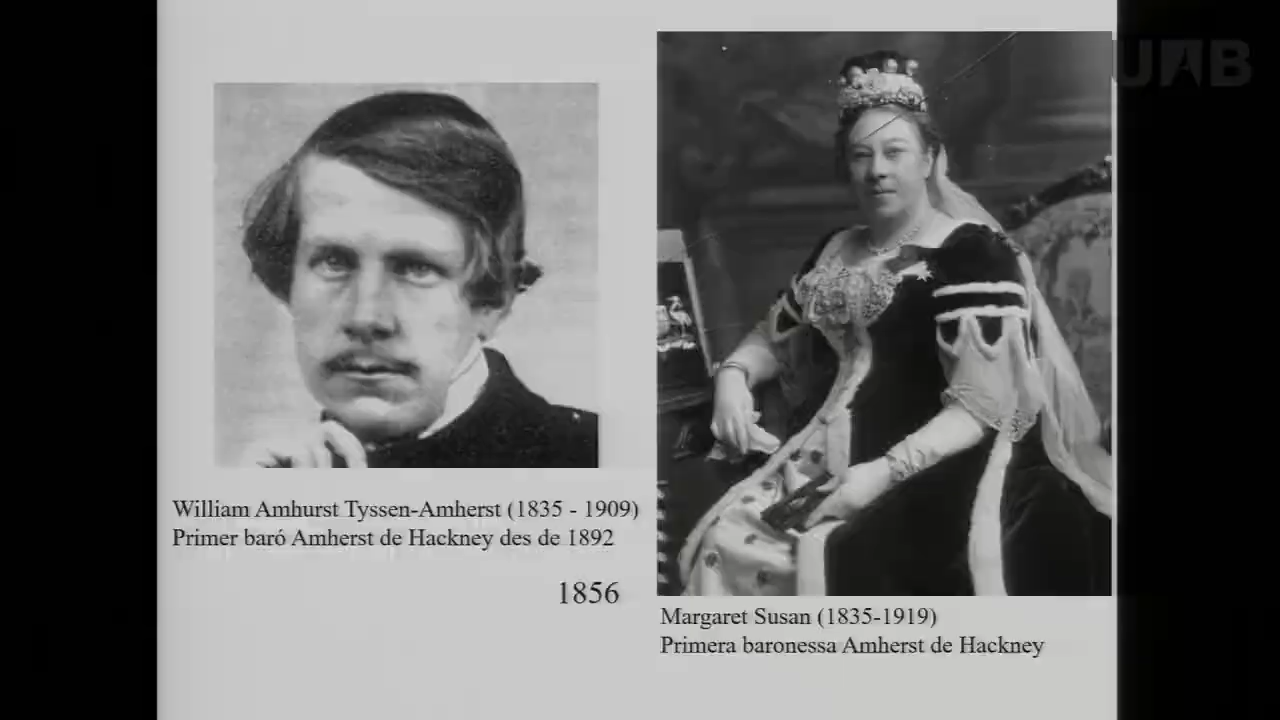 UAB
William Amhurst Tyssen-Amherst (1835 - 1909)
Primer baró Amherst de Hackney des de 1892
1856
Margaret Susan (1835-1919)
Primera baronessa Amherst de Hackney